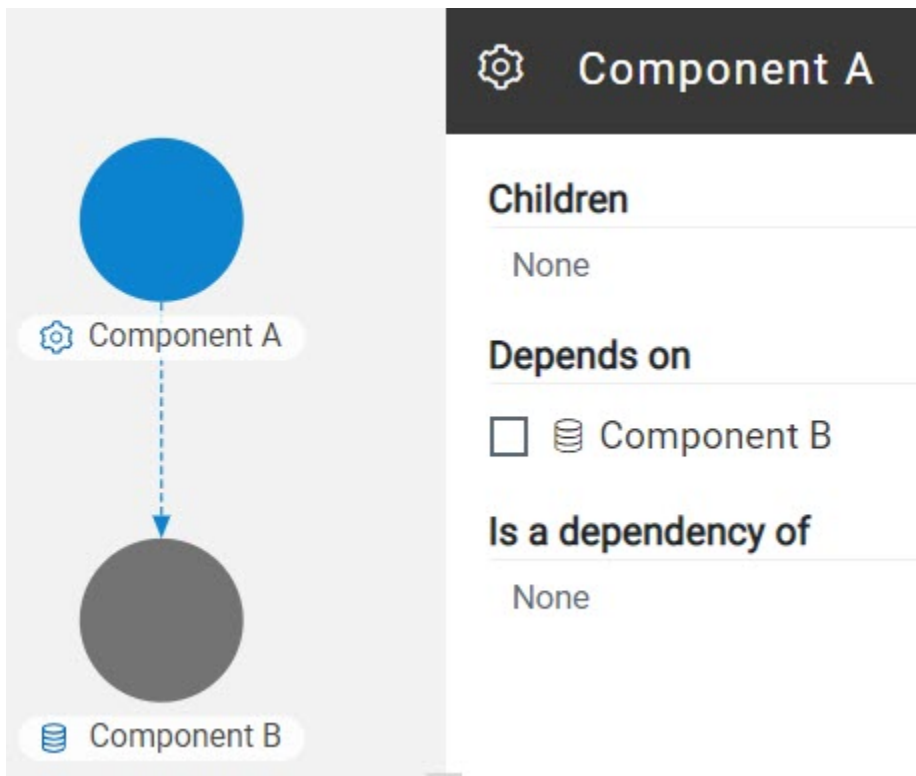 Component A
Component B
Component A
Children
None
Depends on
Component B
Is a dependency of
None